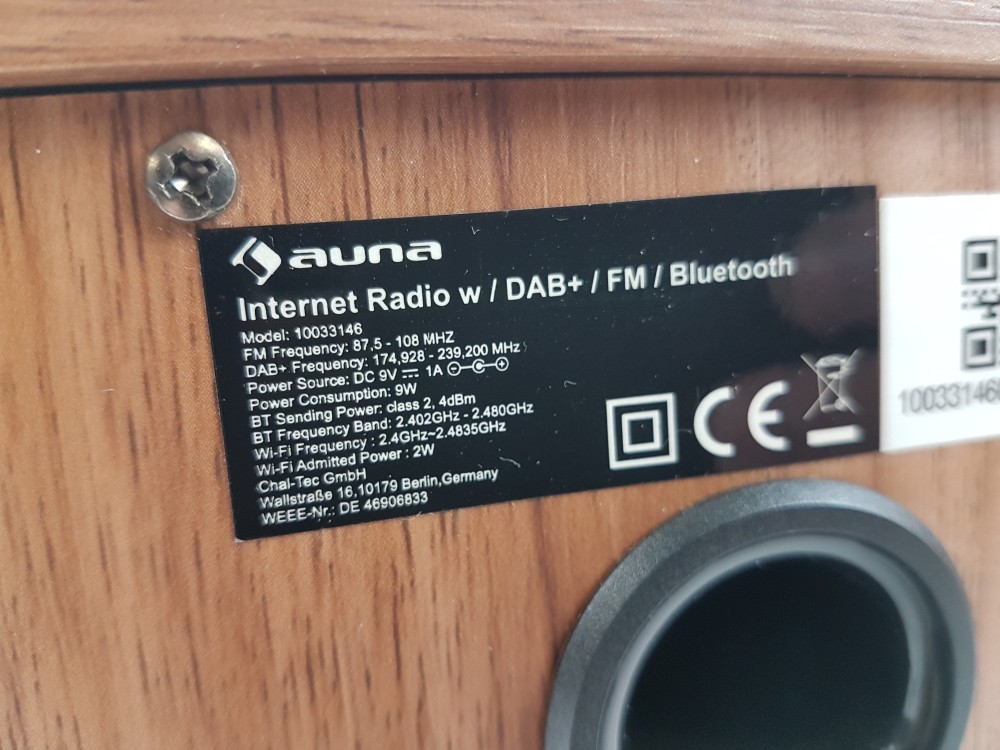 auna
Internet Radio w / DAB+ / FM / Bluetooth
Model: 10033146
FM Frequency: 87,5 - 108 MHZ
DAB+ Frequency: 174,928 - 239,200 MHz
Power Source: DC 9V 1A
Power Consumption: 9W
BT Sending Power: class 2, 4dBm
BT Frequency Band: 2.402GHz - 2.480GHz
Wi-Fi Frequency : 2.4GHz~2.4835GHz
Wi-Fi Admitted Power : 2W
Chal-Tec GmbH
Wallstraße 16,10179 Berlin,Germany
WEEE-Nr.: DE 46906833
CE
10033146